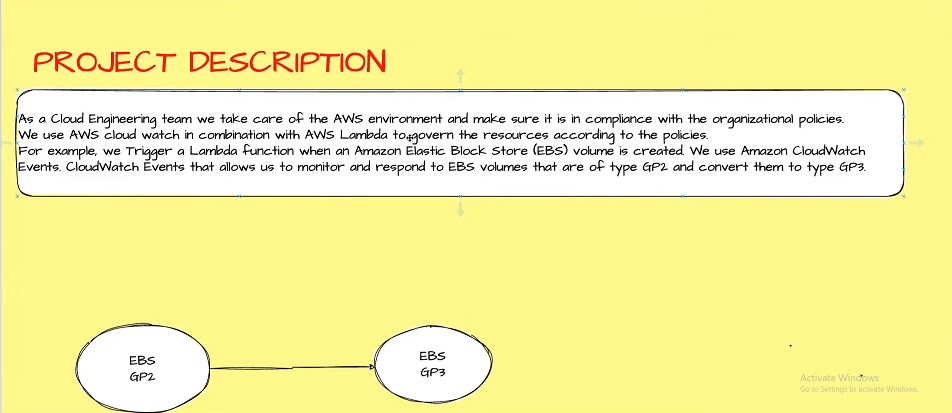 PROJECT DESCRIPTION
As a Cloud Engineering team we take care of the AWS environment and make sure it is in compliance with the organizational policies.
We use AWS cloud watch in combination with AWS Lambda to govern the resources according to the policies.
For example, we Trigger a Lambda function when an Amazon Elastic Block Store (EBS) volume is created. We use Amazon CloudWatch
Events. CloudWatch Events that allows us to monitor and respond to EBS volumes that are of type GP2 and convert them to type GP3.
EBS
GP2
EBS
GP3
Activate Windows
Go to Settings to activate Windows.